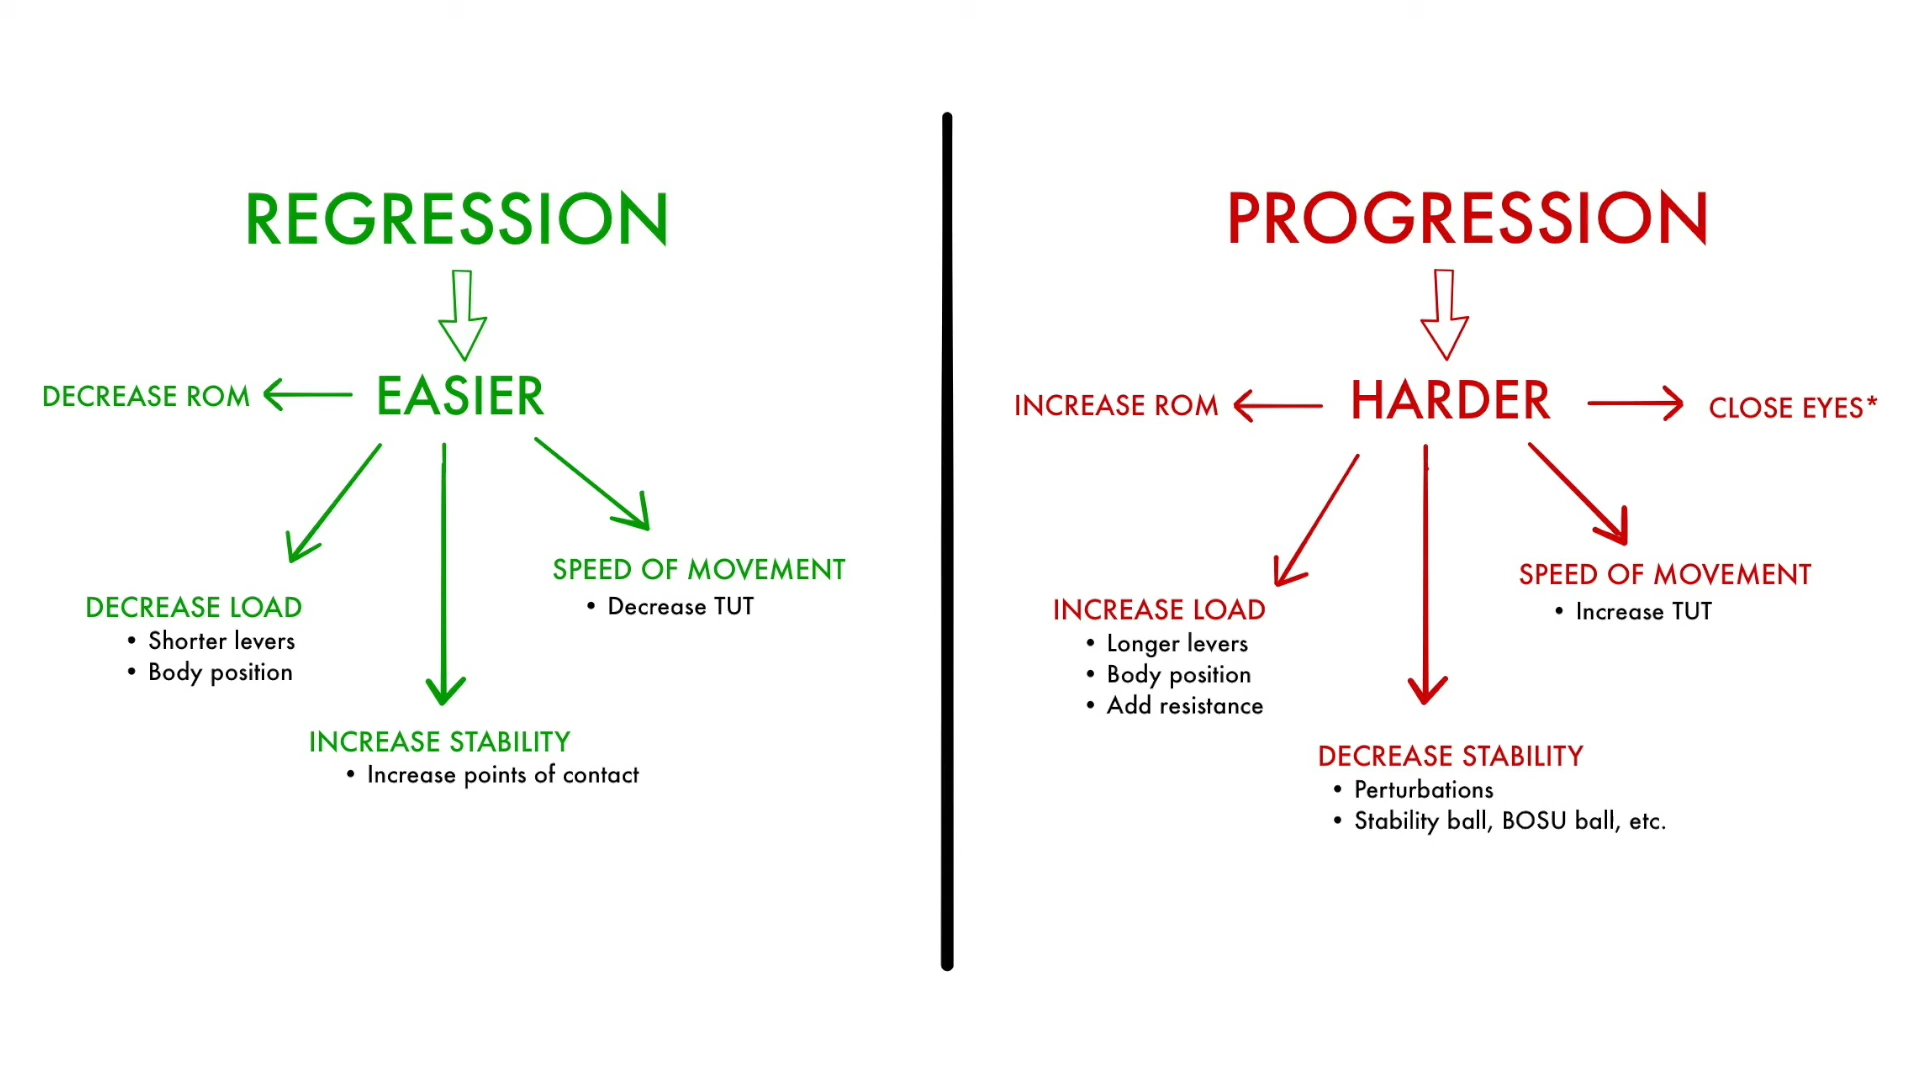 REGRESSION
EASIER
DECREASE ROM
DECREASE LOAD
• Shorter levers
• Body position
INCREASE STABILITY
• Increase points of contact
SPEED OF MOVEMENT
• Decrease TUT
PROGRESSION
HARDER
INCREASE ROM
CLOSE EYES*
INCREASE LOAD
• Longer levers
• Body position
• Add resistance
DECREASE STABILITY
• Perturbations
• Stability ball, BOSU ball, etc.
SPEED OF MOVEMENT
• Increase TUT